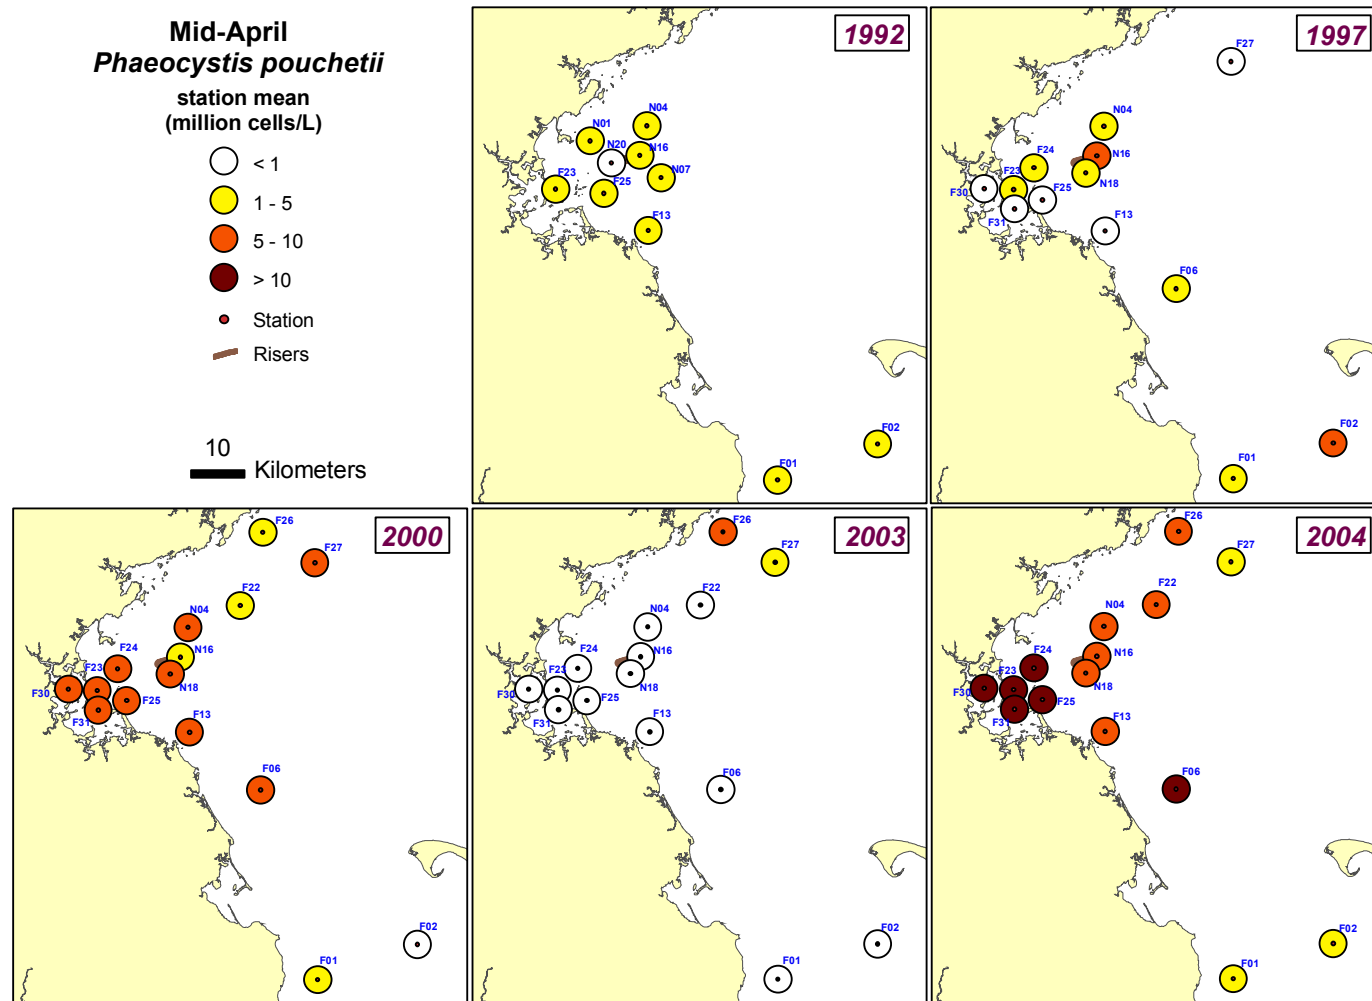 Mid-April
Phaeocystis pouchetii
station mean
(million cells/L)
< 1
1 - 5
5 - 10
> 10
Station
Risers
10
Kilometers
1992
N04
N01
N20
N16
N07
F23
F25
F13
F02
F01
1997
F27
N04
F24
N16
N18
F23
F30
F25
F31
F13
F06
F02
F01
2000
F26
F27
F22
N04
N16
F24
N18
F23
F30
F25
F31
F13
F06
F02
F01
2003
F26
F27
F22
N04
N16
F24
N18
F23
F30
F25
F31
F13
F06
F02
F01
2004
F26
F27
F22
N04
N16
F24
N18
F23
F30
F25
F31
F13
F06
F02
F01